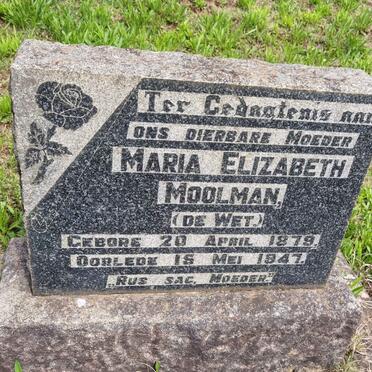 Ter Gedagtenis aan
ons dierbare Moeder
Maria Elizabeth
Moolman,
(de Wet.)
Gebore 20 April 1879.
Oorlede 15 Mei 1947.
"Rus sag, Moeder."